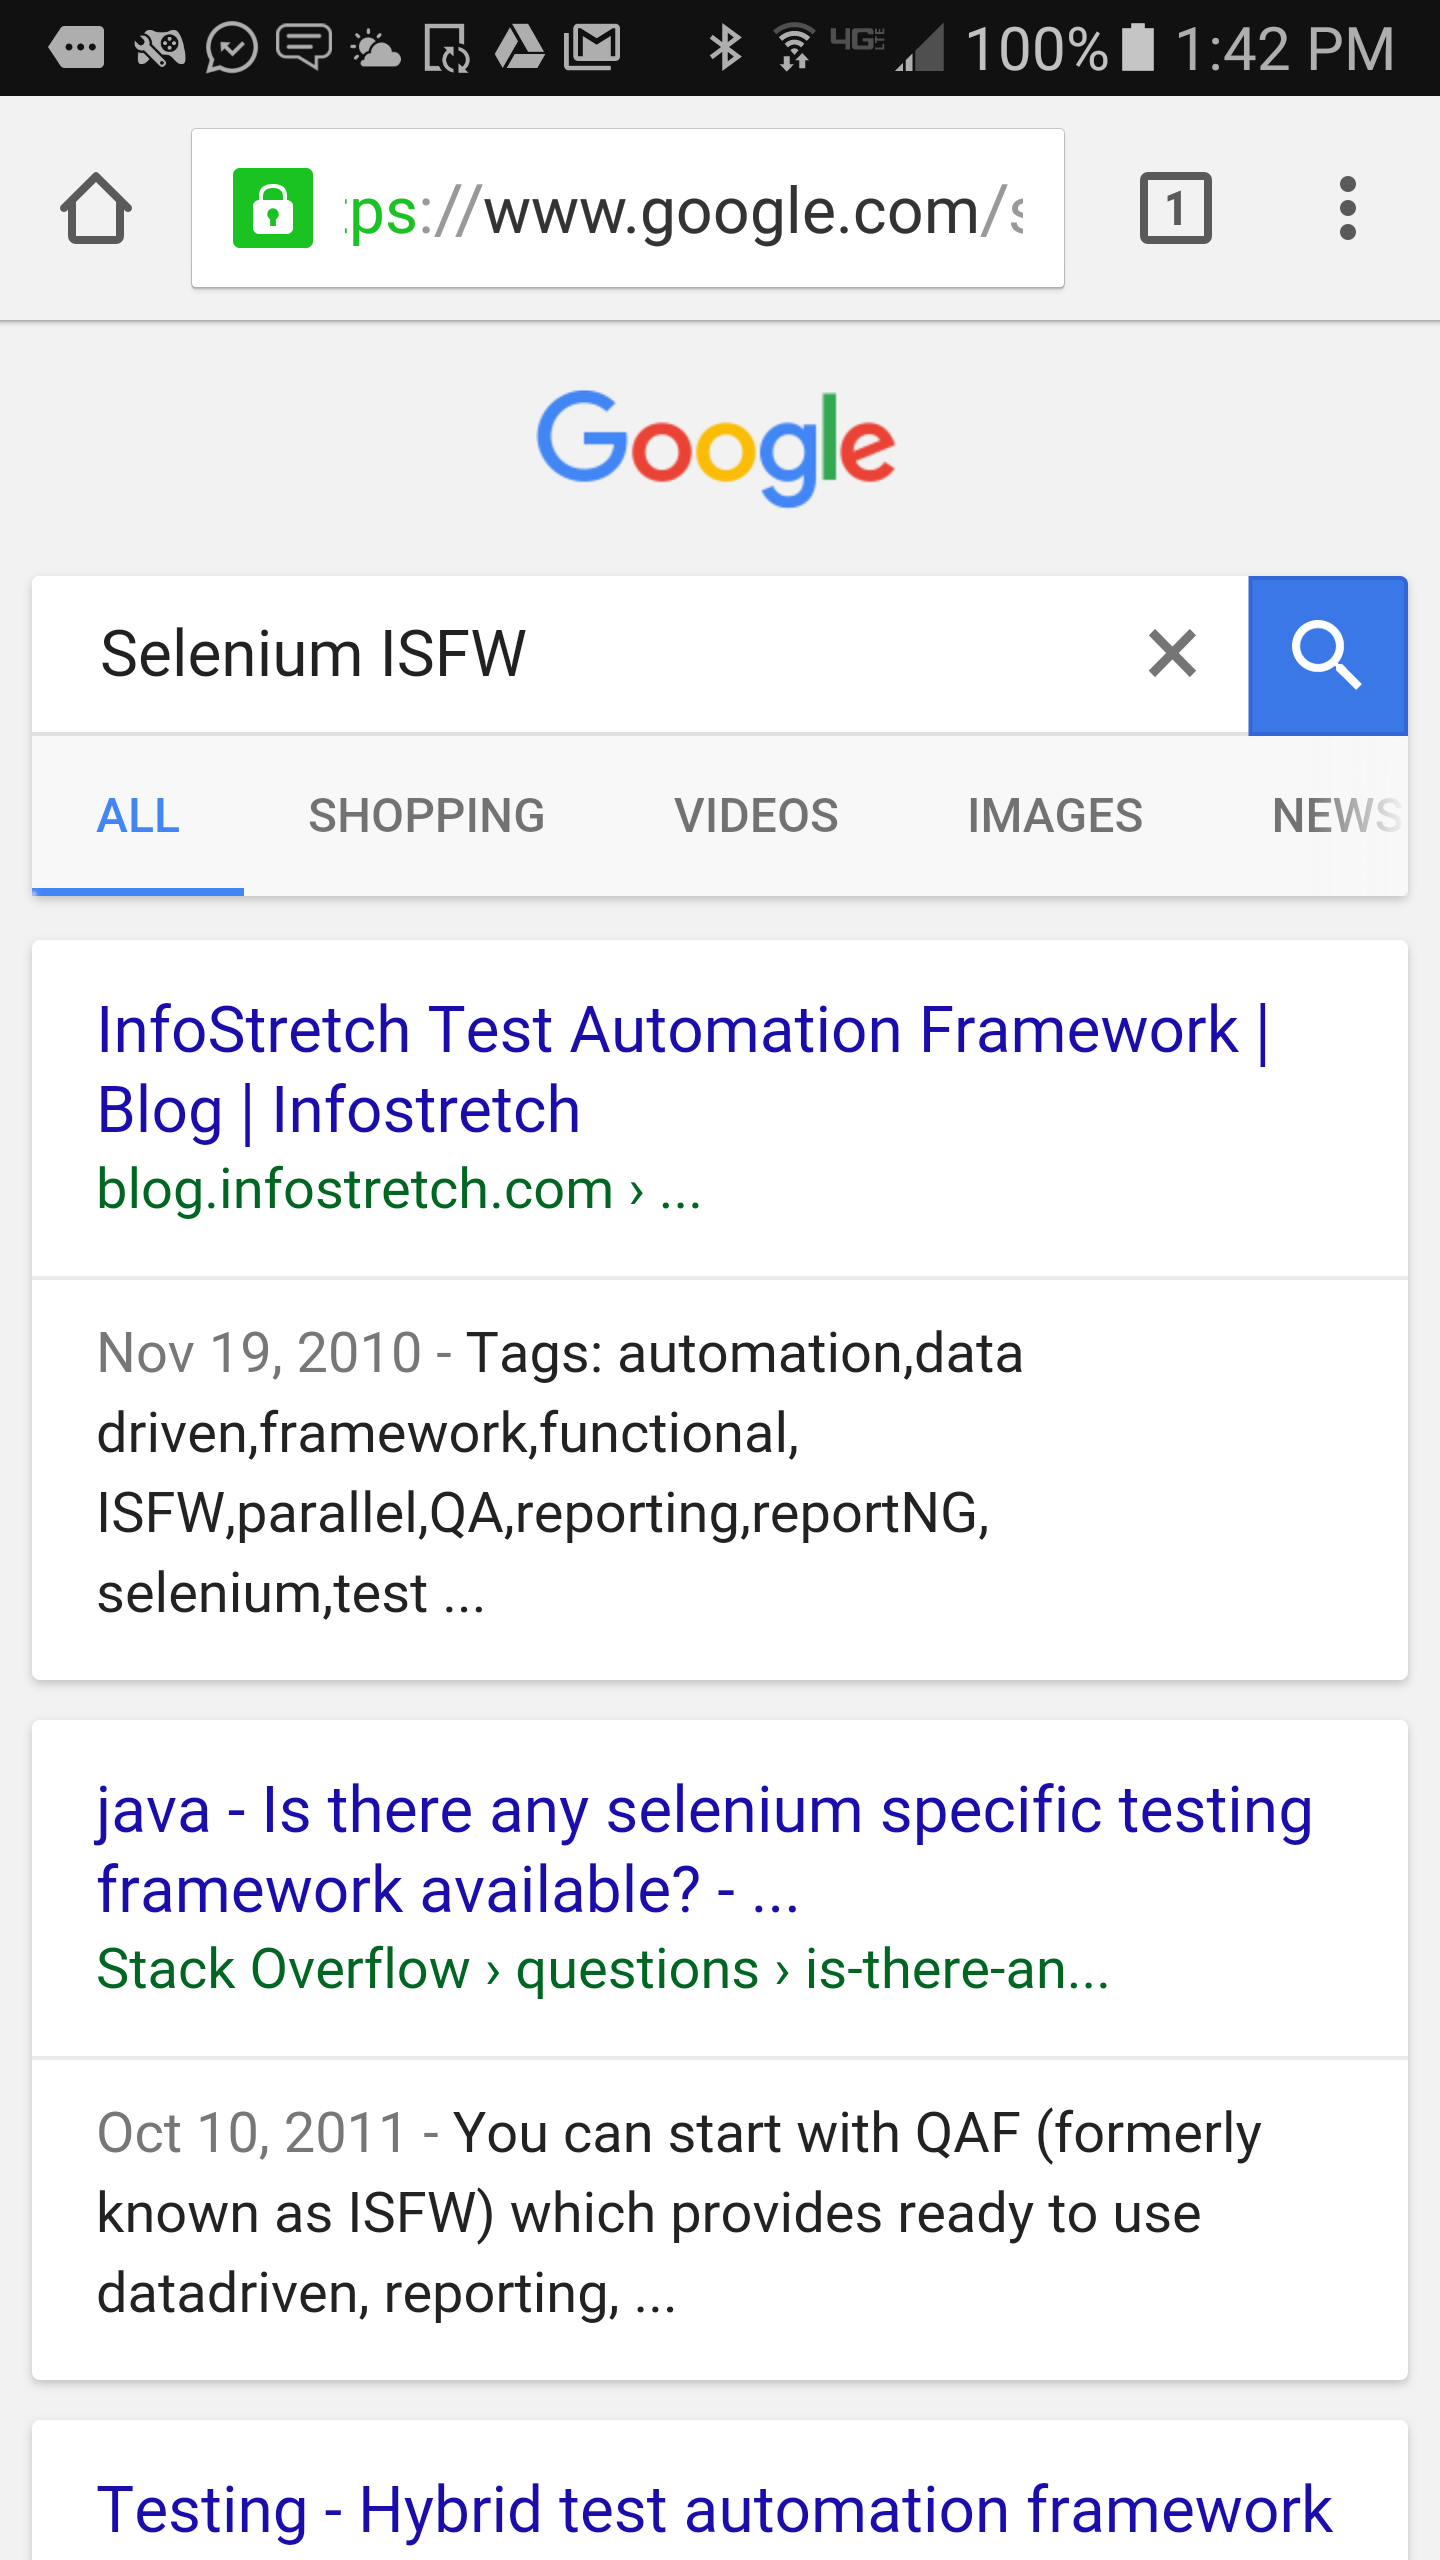 4G LTE 100% 1:42 PM
tps://www.google.com/s
1
Google
Selenium ISFW
ALL SHOPPING VIDEOS IMAGES NEWS
InfoStretch Test Automation Framework |
Blog | Infostretch
blog.infostretch.com › ...
Nov 19, 2010 - Tags: automation,data
driven,framework,functional,
ISFW,parallel,QA,reporting,reportNG,
selenium,test ...
java - Is there any selenium specific testing
framework available? - ...
Stack Overflow › questions › is-there-an...
Oct 10, 2011 - You can start with QAF (formerly
known as ISFW) which provides ready to use
datadriven, reporting, ...
Testing - Hybrid test automation framework